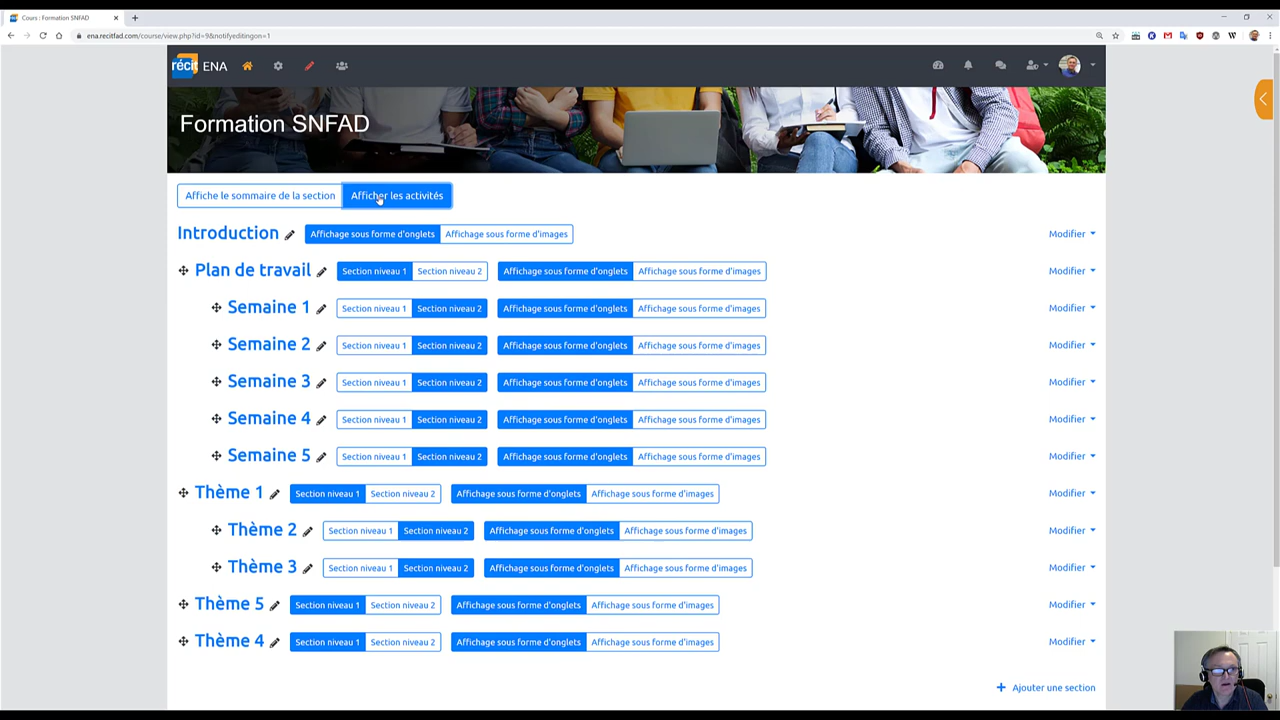 Cours : Formation SNFAD
ena.recitfad.com/course/view.php?id=9&notifyeditingon=1
récit ENA
Formation SNFAD
Affiche le sommaire de la section Afficher les activités
Introduction Affichage sous forme d'onglets Affichage sous forme d'images Modifier
Plan de travail Section niveau 1 Section niveau 2 Affichage sous forme d'onglets Affichage sous forme d'images Modifier
Semaine 1 Section niveau 1 Section niveau 2 Affichage sous forme d'onglets Affichage sous forme d'images Modifier
Semaine 2 Section niveau 1 Section niveau 2 Affichage sous forme d'onglets Affichage sous forme d'images Modifier
Semaine 3 Section niveau 1 Section niveau 2 Affichage sous forme d'onglets Affichage sous forme d'images Modifier
Semaine 4 Section niveau 1 Section niveau 2 Affichage sous forme d'onglets Affichage sous forme d'images Modifier
Semaine 5 Section niveau 1 Section niveau 2 Affichage sous forme d'onglets Affichage sous forme d'images Modifier
Thème 1 Section niveau 1 Section niveau 2 Affichage sous forme d'onglets Affichage sous forme d'images Modifier
Thème 2 Section niveau 1 Section niveau 2 Affichage sous forme d'onglets Affichage sous forme d'images Modifier
Thème 3 Section niveau 1 Section niveau 2 Affichage sous forme d'onglets Affichage sous forme d'images Modifier
Thème 5 Section niveau 1 Section niveau 2 Affichage sous forme d'onglets Affichage sous forme d'images Modifier
Thème 4 Section niveau 1 Section niveau 2 Affichage sous forme d'onglets Affichage sous forme d'images Modifier
Ajouter une section